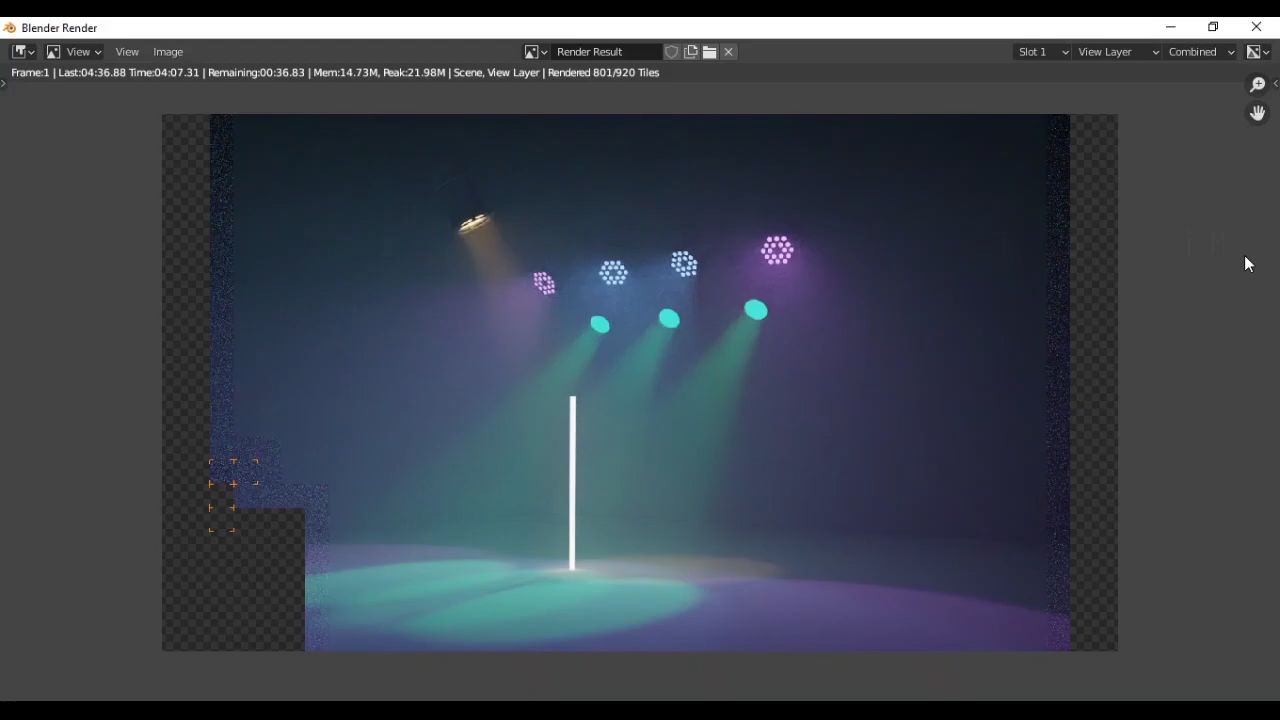 Blender Render
View View Image Render Result Slot 1 View Layer Combined
Frame:1 | Last:04:36.88 Time:04:07.31 | Remaining:00:36.83 | Mem:14.73M, Peak:21.98M | Scene, View Layer | Rendered 801/920 Tiles